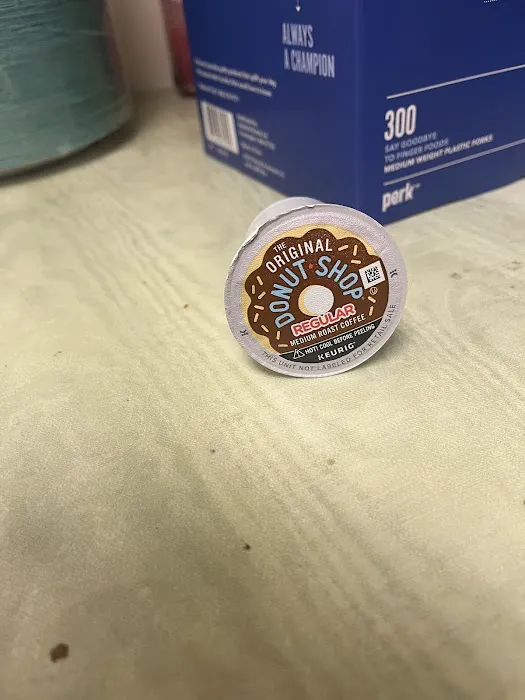 ALWAYS
A CHAMPION
300
SAY GOODBYE
TO FINGER FOODS
MEDIUM WEIGHT PLASTIC FORKS
perk™
THE
ORIGINAL
DONUT SHOP
REGULAR
MEDIUM ROAST COFFEE
HOT! COOL BEFORE PEELING
KEURIG
THIS UNIT NOT LABELED FOR RETAIL SALE
K
K